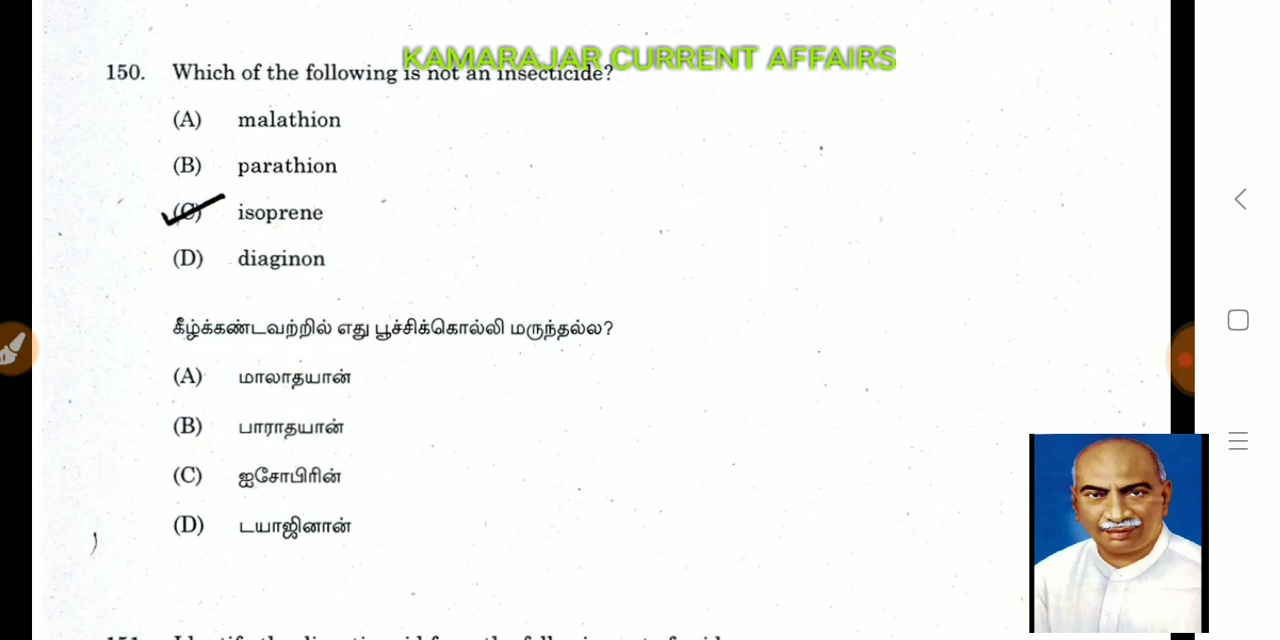 KAMARAJAR CURRENT AFFAIRS
150. Which of the following is not an insecticide?
(A) malathion
(B) parathion
(C) isoprene
(D) diaginon
கீழ்க்கண்டவற்றில் எது பூச்சிக்கொல்லி மருந்தல்ல?
(A) மாலாதயான்
(B) பாராதயான்
(C) ஐசோபிரின்
(D) டயாஜினான்